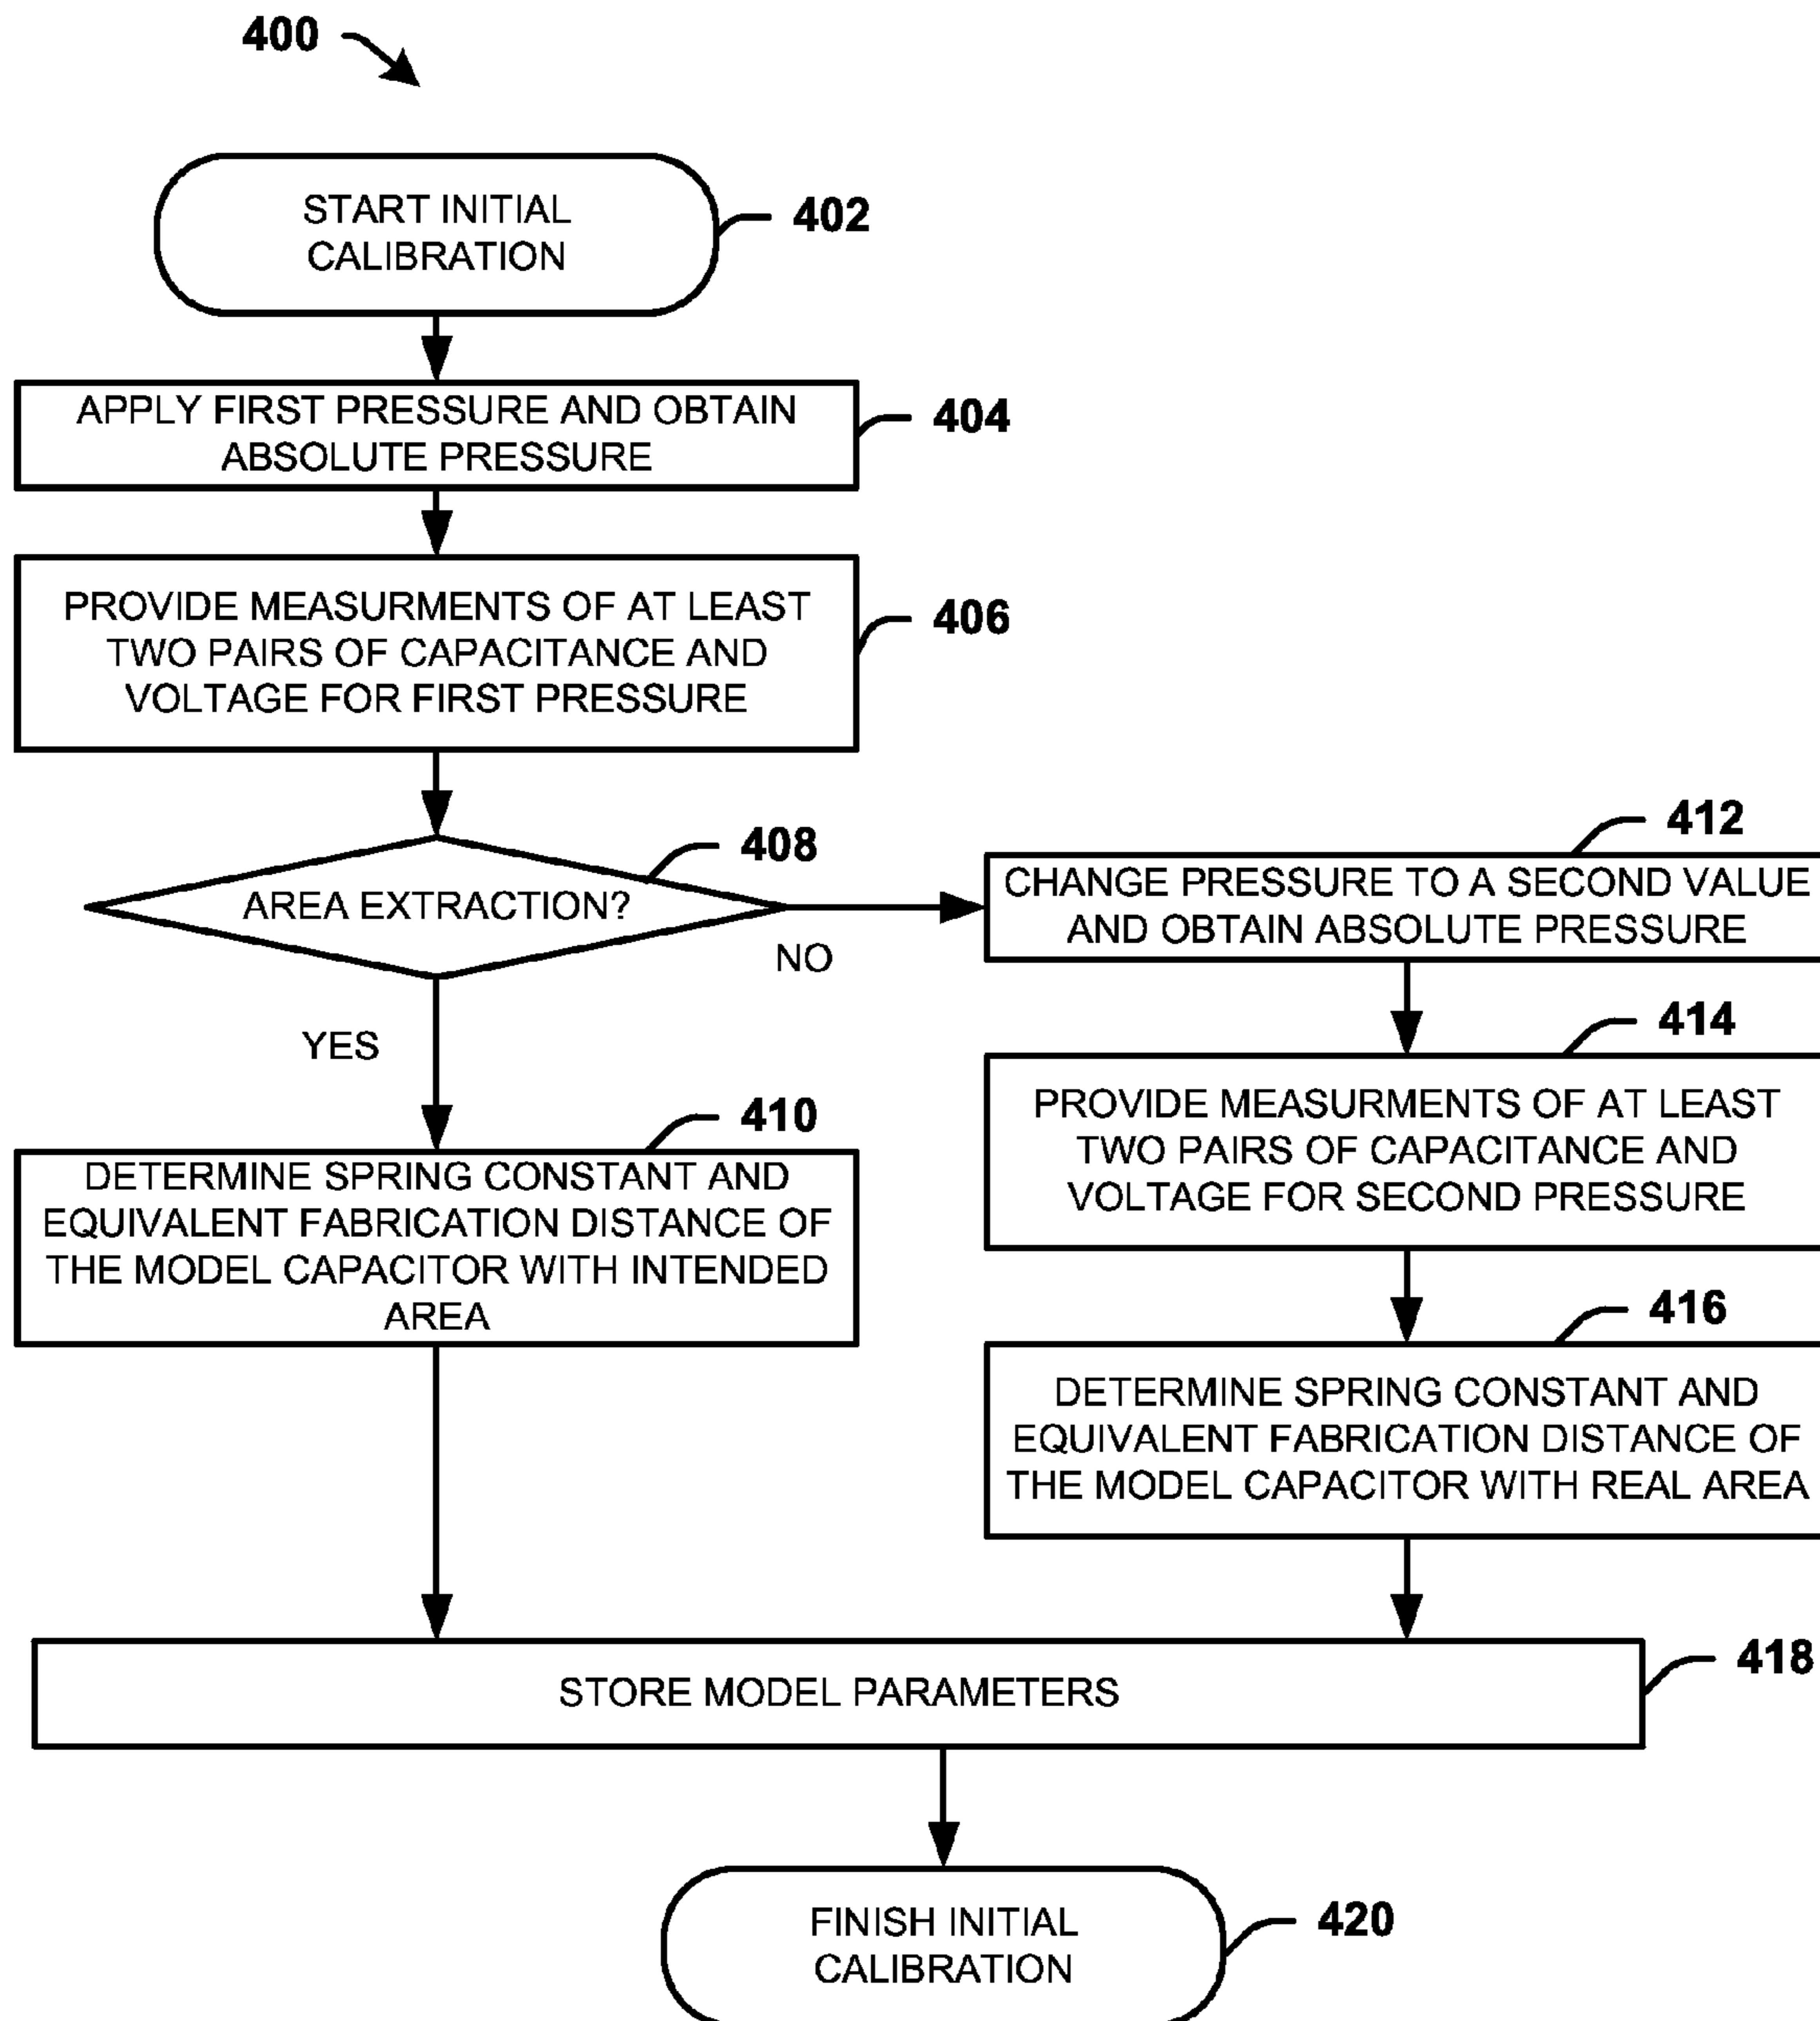 400
START INITIAL
CALIBRATION
402
APPLY FIRST PRESSURE AND OBTAIN
ABSOLUTE PRESSURE
404
PROVIDE MEASURMENTS OF AT LEAST
TWO PAIRS OF CAPACITANCE AND
VOLTAGE FOR FIRST PRESSURE
406
AREA EXTRACTION?
408
NO
YES
DETERMINE SPRING CONSTANT AND
EQUIVALENT FABRICATION DISTANCE OF
THE MODEL CAPACITOR WITH INTENDED
AREA
410
CHANGE PRESSURE TO A SECOND VALUE
AND OBTAIN ABSOLUTE PRESSURE
412
PROVIDE MEASURMENTS OF AT LEAST
TWO PAIRS OF CAPACITANCE AND
VOLTAGE FOR SECOND PRESSURE
414
DETERMINE SPRING CONSTANT AND
EQUIVALENT FABRICATION DISTANCE OF
THE MODEL CAPACITOR WITH REAL AREA
416
STORE MODEL PARAMETERS
418
FINISH INITIAL
CALIBRATION
420